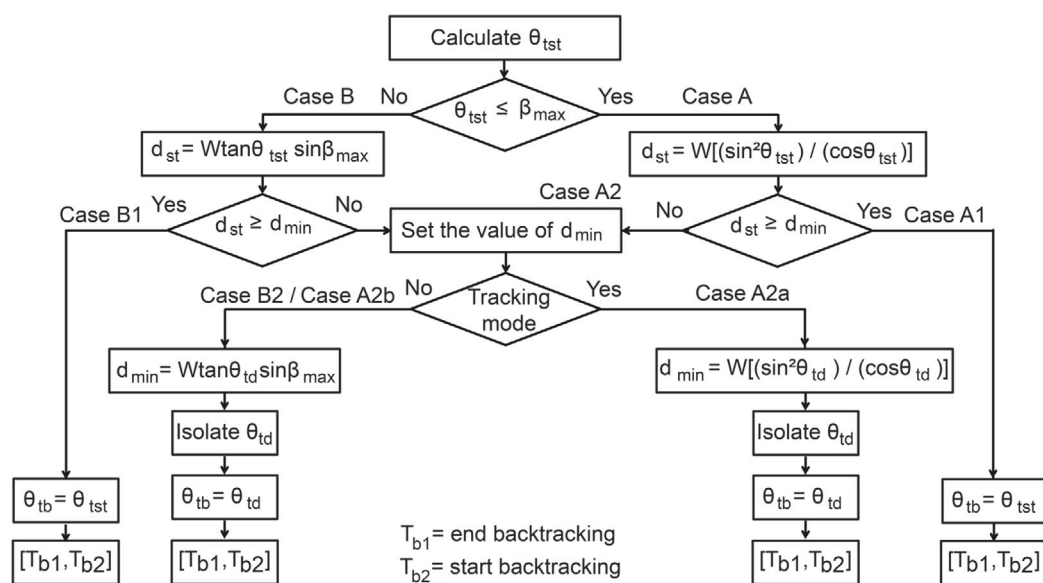 Calculate θtst
Case B No Yes Case A
θtst ≤ βmax
dst= Wtanθtst sinβmax
dst= W[(sin²θtst) / (cosθtst)]
Case B1 Yes No Case A2 No Yes Case A1
dst ≥ dmin
Set the value of dmin
dst ≥ dmin
Case B2 / Case A2b No Yes Case A2a
Tracking
mode
dmin= Wtanθtd sinβmax
dmin= W[(sin²θtd) / (cosθtd)]
Isolate θtd
Isolate θtd
θtb= θtst
θtb= θtd
θtb= θtd
θtb= θtst
[Tb1,Tb2]
[Tb1,Tb2]
Tb1= end backtracking
Tb2= start backtracking
[Tb1,Tb2]
[Tb1,Tb2]